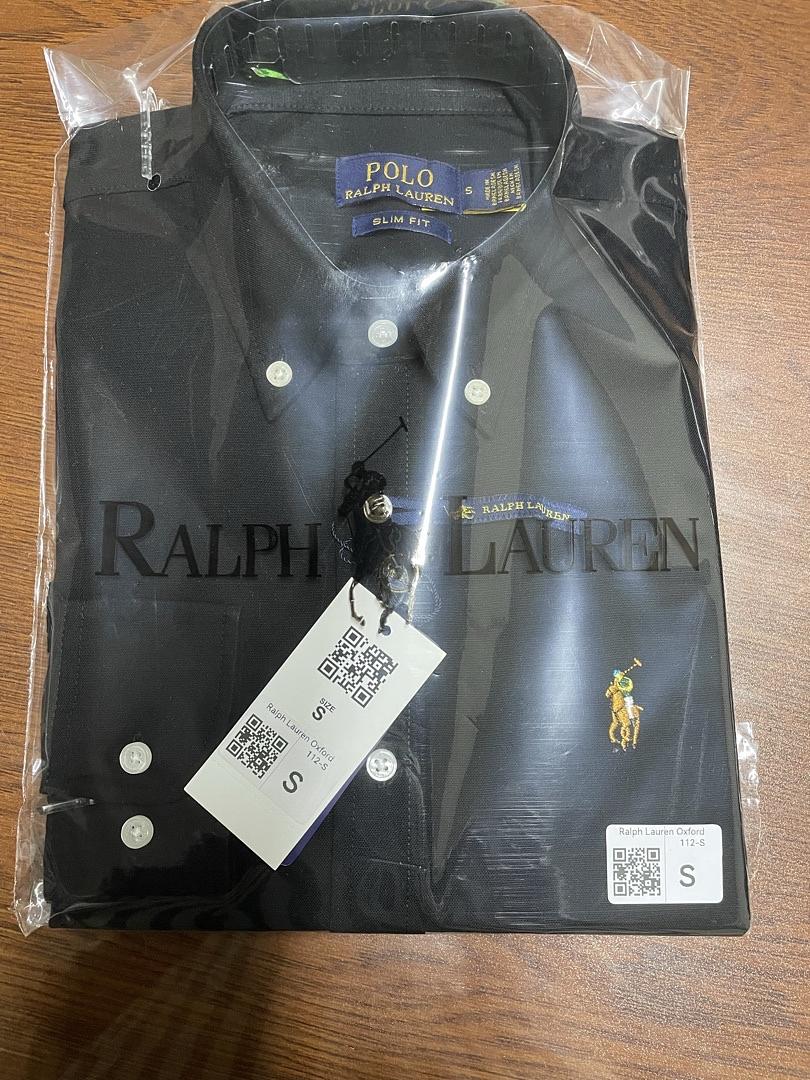 POLO
RALPH LAUREN
S
SLIM FIT
RALPH LAUREN
RALPH LAUREN
SIZE
S
Ralph Lauren Oxford
112-S
S
Ralph Lauren Oxford
112-S
S